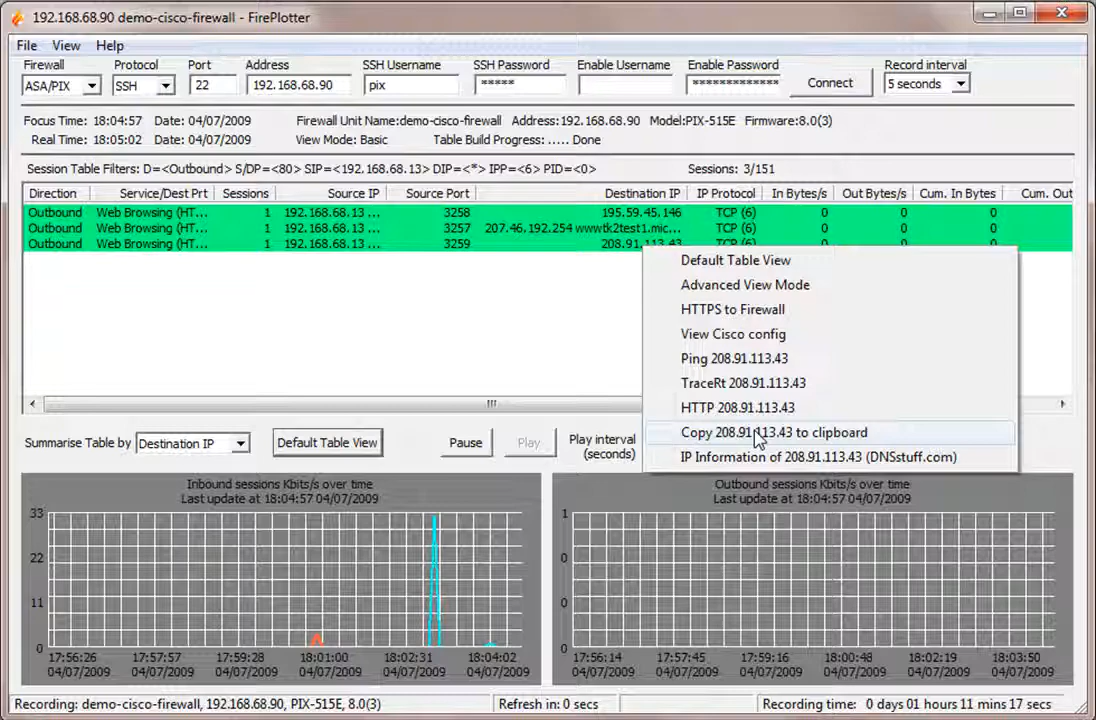 192.168.68.90 demo-cisco-firewall - FirePlotter
File View Help
Firewall Protocol Port Address SSH Username SSH Password Enable Username Enable Password Record interval
ASA/PIX SSH 22 192.168.68.90 pix ***** ************* Connect 5 seconds
Focus Time: 18:04:57 Date: 04/07/2009 Firewall Unit Name:demo-cisco-firewall Address:192.168.68.90 Model:PIX-515E Firmware:8.0(3)
Real Time: 18:05:02 Date: 04/07/2009 View Mode: Basic Table Build Progress: ..... Done
Session Table Filters: D=<Outbound> S/DP=<80> SIP=<192.168.68.13> DIP=<*> IPP=<6> PID=<0> Sessions: 3/151
Direction Service/Dest Prt Sessions Source IP Source Port Destination IP IP Protocol In Bytes/s Out Bytes/s Cum. In Bytes Cum. Out
Outbound Web Browsing (HT... 1 192.168.68.13 ... 3258 195.59.45.146 TCP (6) 0 0 0
Outbound Web Browsing (HT... 1 192.168.68.13 ... 3257 207.46.192.254 wwwtk2test1.mic... TCP (6) 0 0 0
Outbound Web Browsing (HT... 1 192.168.68.13 ... 3259 208.91.113.43 TCP (6) 0 0 0
Default Table View
Advanced View Mode
HTTPS to Firewall
View Cisco config
Ping 208.91.113.43
TraceRt 208.91.113.43
HTTP 208.91.113.43
Copy 208.91.113.43 to clipboard
IP Information of 208.91.113.43 (DNSstuff.com)
Summarise Table by Destination IP Default Table View Pause Play Play interval
(seconds)
Inbound sessions Kbits/s over time
Last update at 18:04:57 04/07/2009
33
22
11
0
17:56:26 17:57:57 17:59:28 18:01:00 18:02:31 18:04:02
04/07/2009 04/07/2009 04/07/2009 04/07/2009 04/07/2009 04/07/2009
Outbound sessions Kbits/s over time
Last update at 18:04:57 04/07/2009
1
0
0
0
17:56:14 17:57:45 17:59:16 18:00:48 18:02:19 18:03:50
04/07/2009 04/07/2009 04/07/2009 04/07/2009 04/07/2009 04/07/2009
Recording: demo-cisco-firewall, 192.168.68.90, PIX-515E, 8.0(3) Refresh in: 0 secs Recording time: 0 days 01 hours 11 mins 17 secs